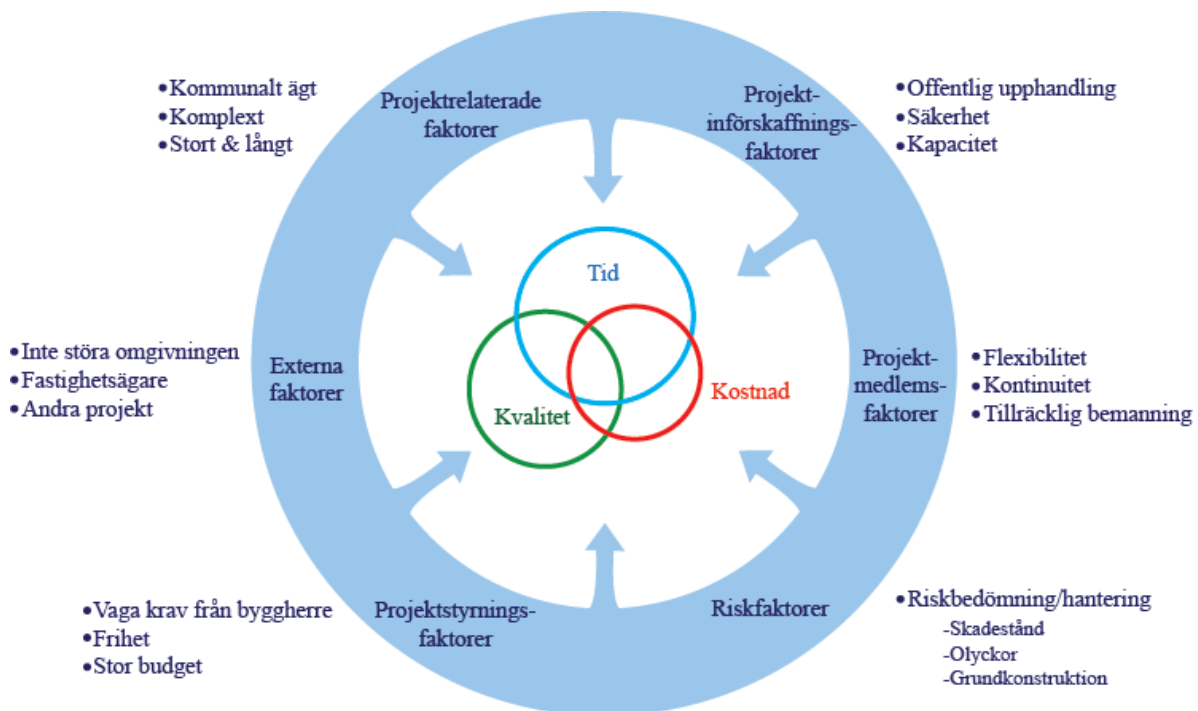 •Kommunalt ägt
•Komplext
•Stort & långt
Projektrelaterade
faktorer
Projekt-
införskaffnings-
faktorer
•Offentlig upphandling
•Säkerhet
•Kapacitet
Tid
Kvalitet
Kostnad
•Inte störa omgivningen
•Fastighetsägare
•Andra projekt
Externa
faktorer
Projekt-
medlems-
faktorer
•Flexibilitet
•Kontinuitet
•Tillräcklig bemanning
•Vaga krav från byggherre
•Frihet
•Stor budget
Projektstyrnings-
faktorer
Riskfaktorer
•Riskbedömning/hantering
-Skadestånd
-Olyckor
-Grundkonstruktion